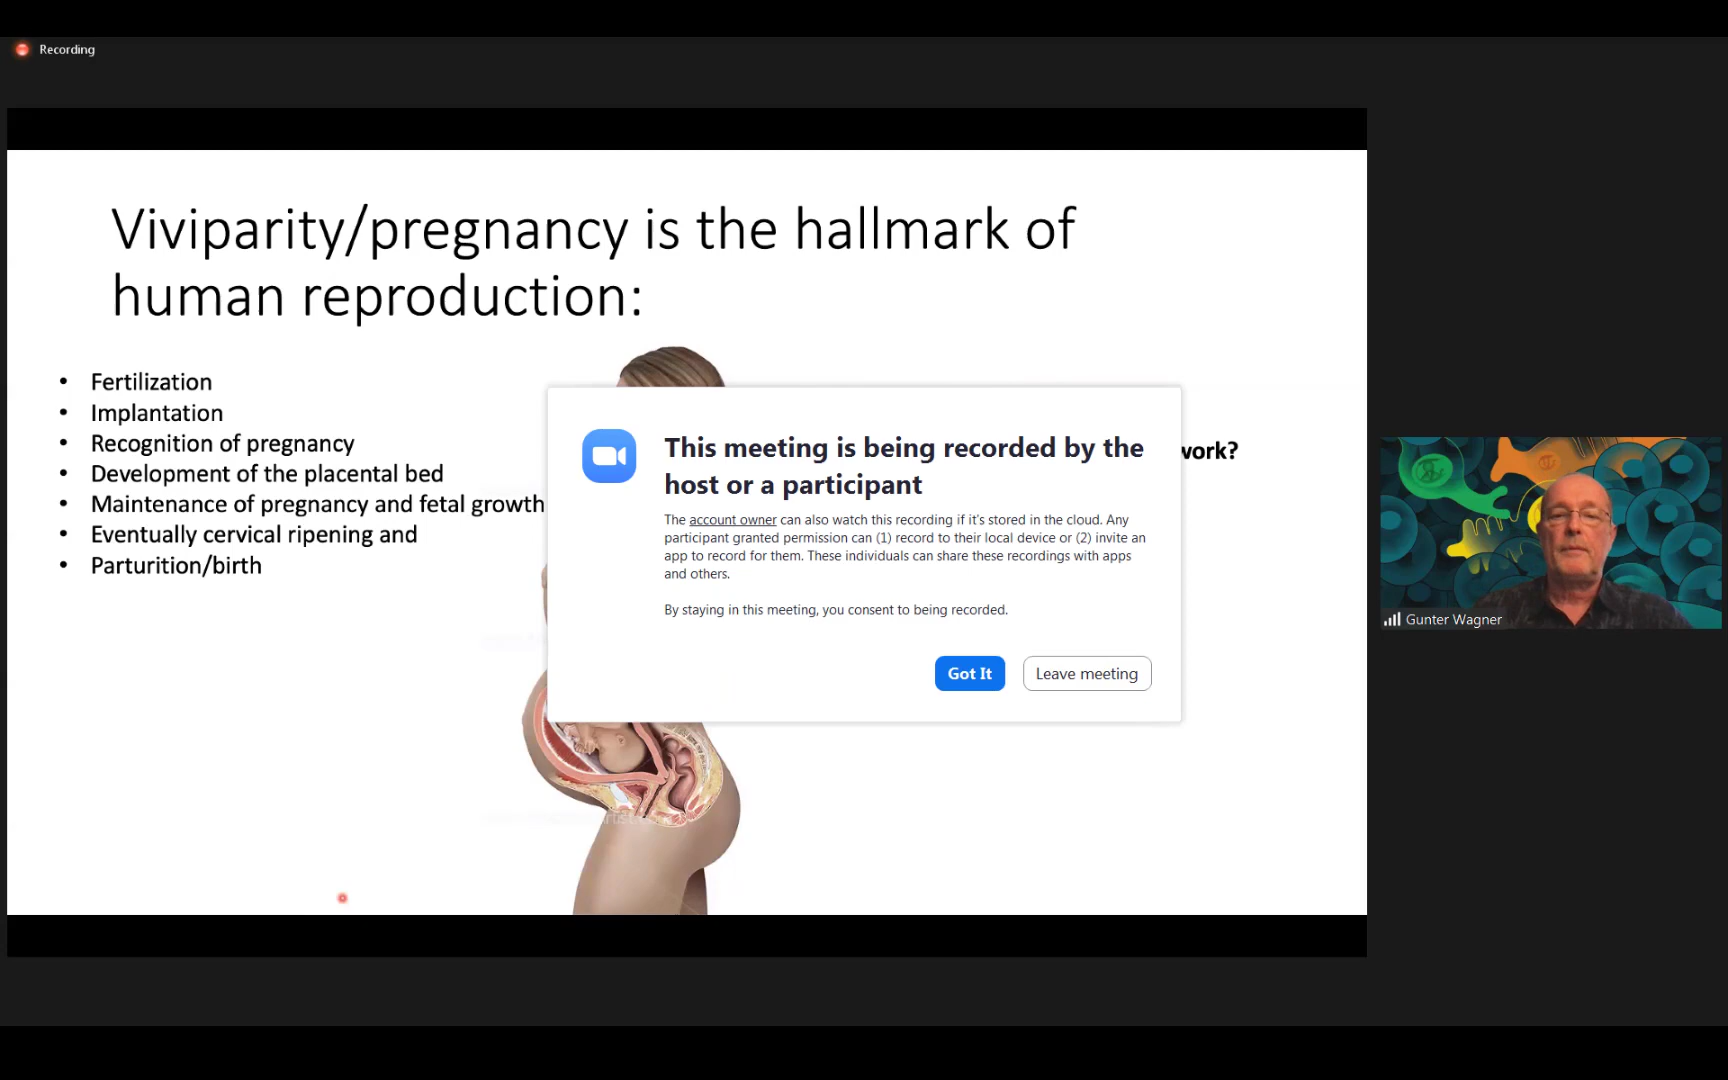 Recording
Viviparity/pregnancy is the hallmark of
human reproduction:
• Fertilization
• Implantation
• Recognition of pregnancy
• Development of the placental bed
• Maintenance of pregnancy and fetal growth
• Eventually cervical ripening and
• Parturition/birth
work?
This meeting is being recorded by the
host or a participant
The account owner can also watch this recording if it's stored in the cloud. Any
participant granted permission can (1) record to their local device or (2) invite an
app to record for them. These individuals can share these recordings with apps
and others.
By staying in this meeting, you consent to being recorded.
Got It
Leave meeting
Gunter Wagner